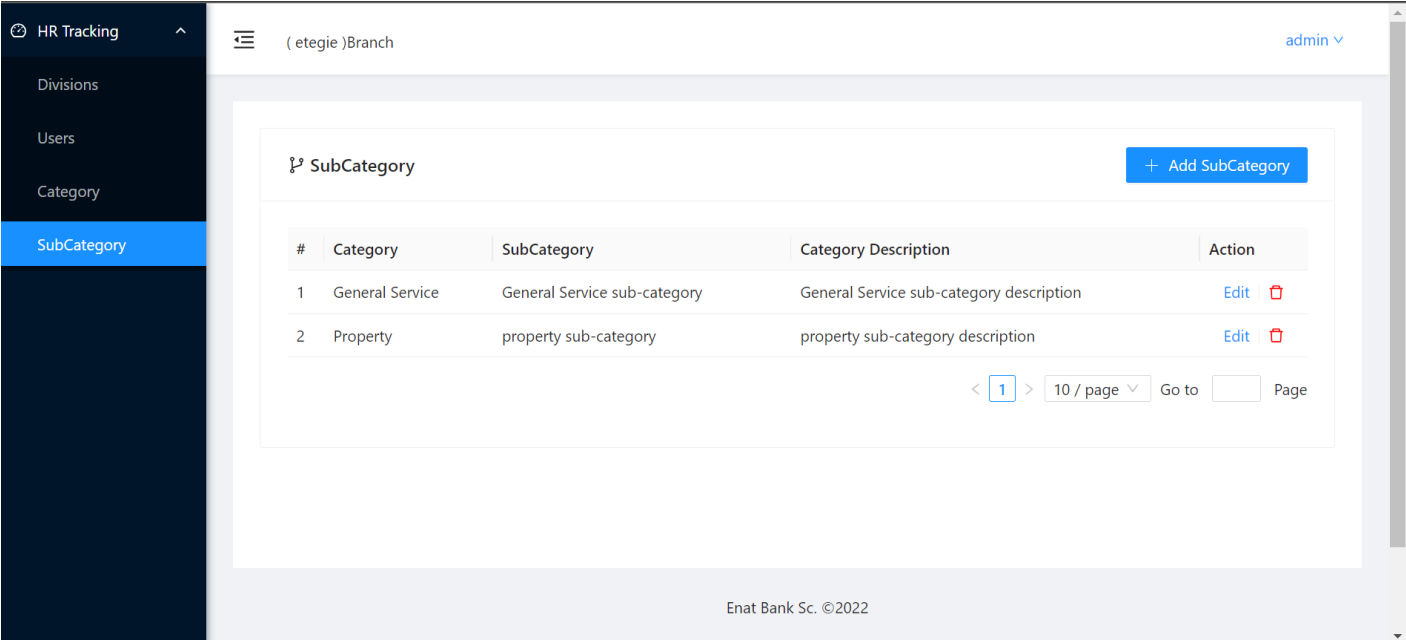 HR Tracking
Divisions
Users
Category
SubCategory
( etegie )Branch
admin
SubCategory
+ Add SubCategory
# Category SubCategory Category Description Action
1 General Service General Service sub-category General Service sub-category description Edit
2 Property property sub-category property sub-category description Edit
< 1 > 10 / page Go to Page
Enat Bank Sc. ©2022